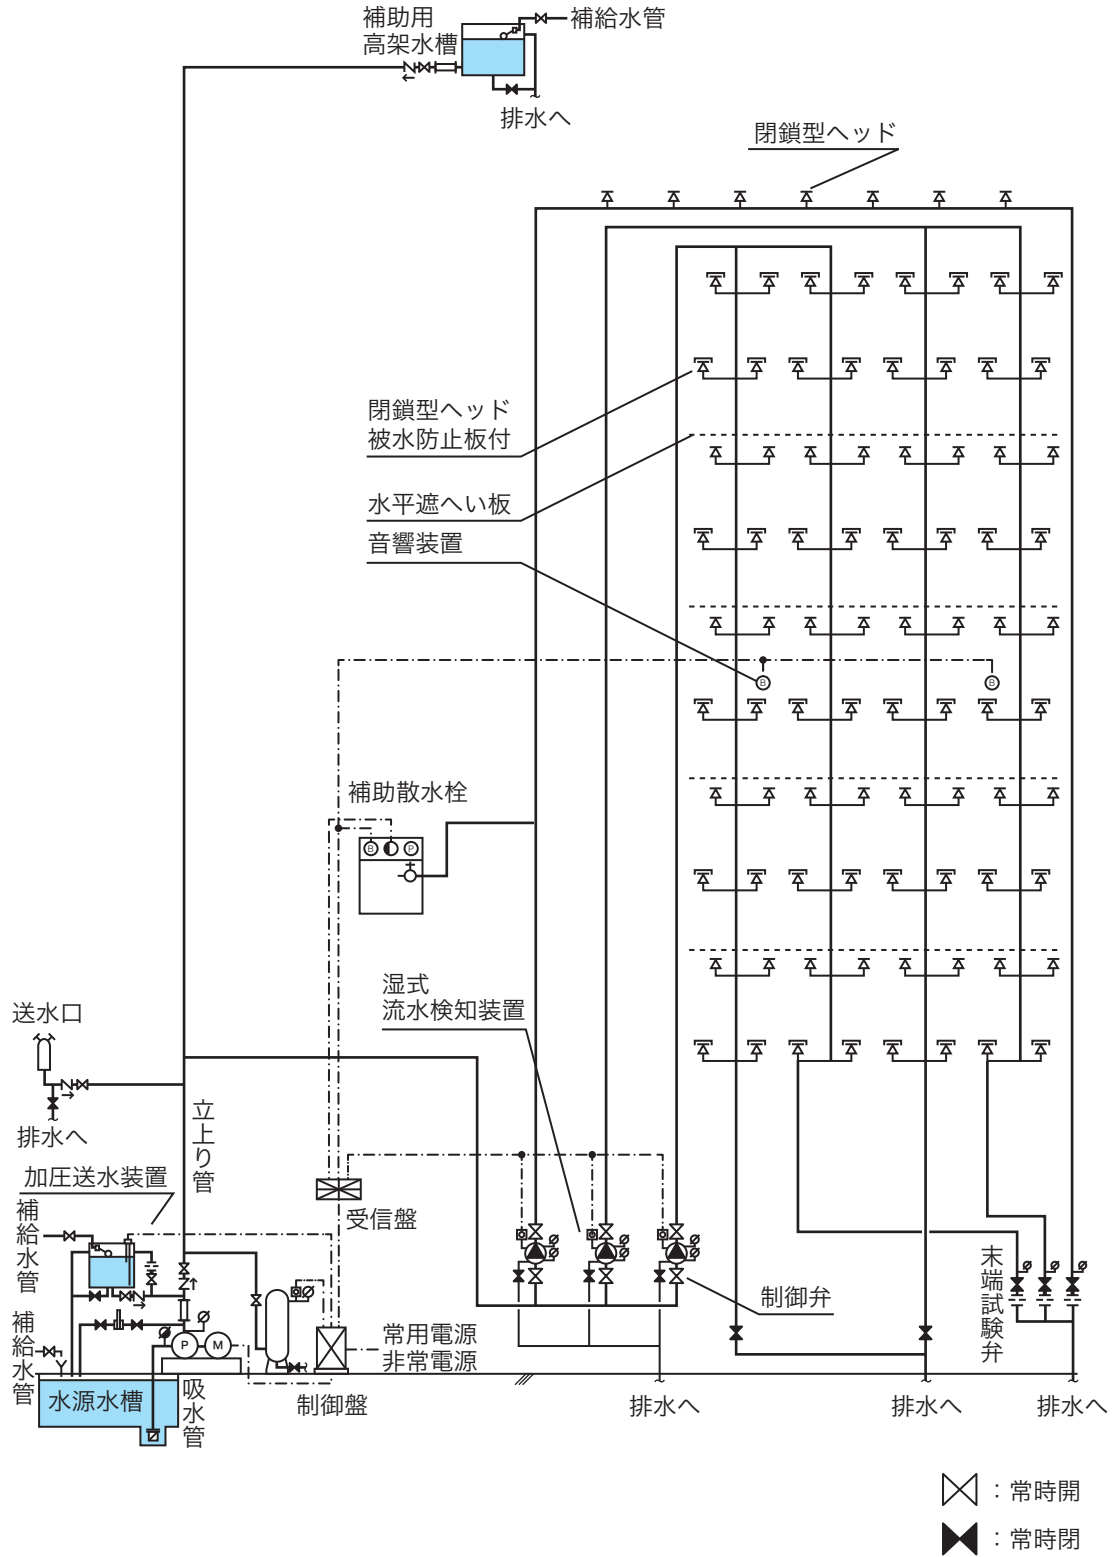 補助用
高架水槽
補給水管
排水へ
閉鎖型ヘッド
閉鎖型ヘッド
被水防止板付
水平遮へい板
音響装置
B
B
補助散水栓
B
P
湿式
流水検知装置
送水口
排水へ
立上り管
加圧送水装置
補給水管
受信盤
制御弁
末端試験弁
補給水管
P
M
常用電源
非常電源
水源水槽
吸水管
制御盤
排水へ
排水へ
排水へ
：常時開
：常時閉